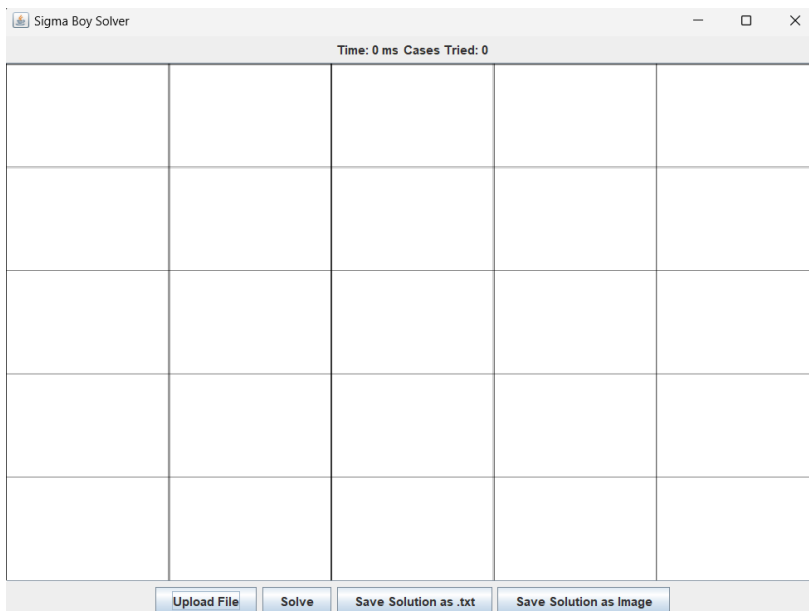 Sigma Boy Solver
Time: 0 ms Cases Tried: 0
Upload File Solve Save Solution as .txt Save Solution as Image